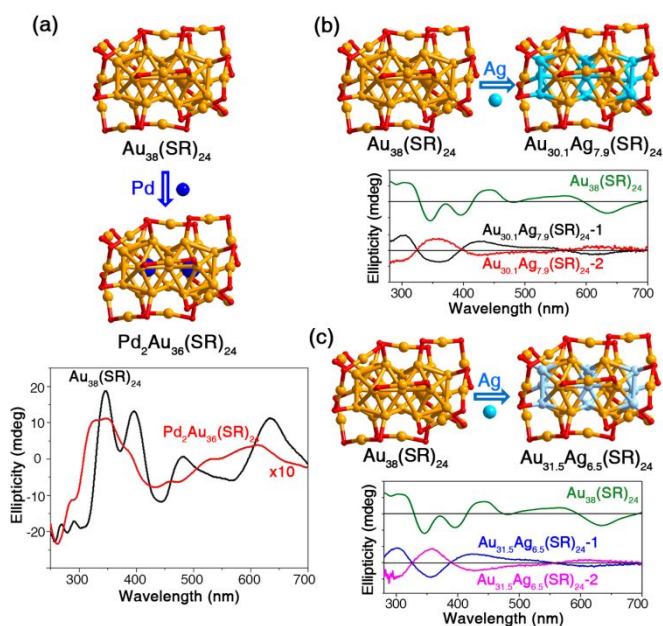 (a)
Au38(SR)24
Pd
Pd2Au36(SR)24
Au38(SR)24
Pd2Au36(SR)24
x10
Ellipticity (mdeg)
20
10
0
-10
-20
300 400 500 600 700
Wavelength (nm)
(b)
Ag
Au38(SR)24 Au30.1Ag7.9(SR)24
Au38(SR)24
Au30.1Ag7.9(SR)24-1
Au30.1Ag7.9(SR)24-2
Ellipticity (mdeg)
300 400 500 600 700
Wavelength (nm)
(c)
Ag
Au38(SR)24 Au31.5Ag6.5(SR)24
Au38(SR)24
Au31.5Ag6.5(SR)24-1
Au31.5Ag6.5(SR)24-2
Ellipticity (mdeg)
300 400 500 600 700
Wavelength (nm)